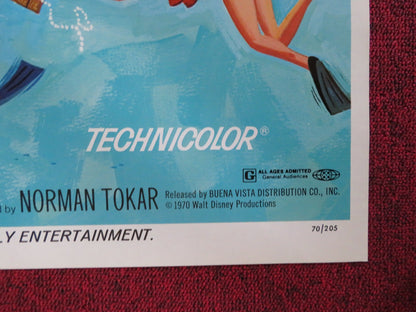 TECHNICOLOR®
G ALL AGES ADMITTED
General Audiences
by NORMAN TOKAR
Released by BUENA VISTA DISTRIBUTION CO., INC.
© 1970 Walt Disney Productions
LY ENTERTAINMENT.
70/205